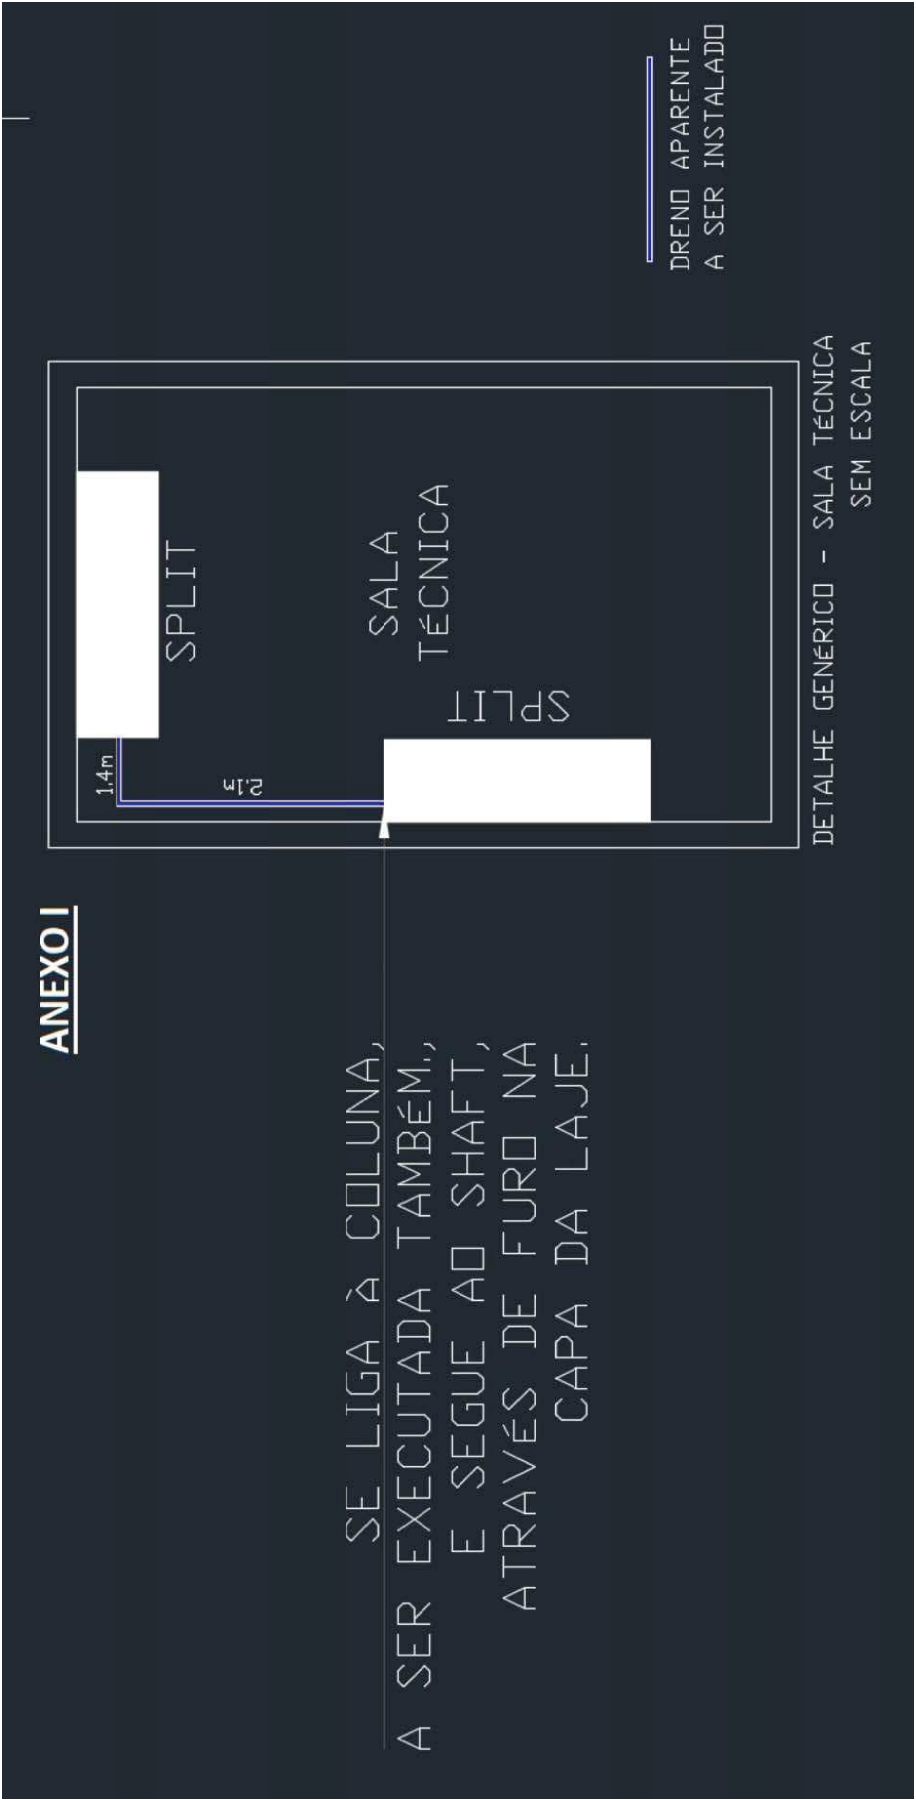 ANEXO I
SE LIGA À COLUNA,
A SER EXECUTADA TAMBÉM.,
E SEGUE AO SHAFT,
ATRAVÉS DE FURO NA
CAPA DA LAJE.
1.4m
2.1m
SPLIT
SPLIT
SALA
TÉCNICA
DETALHE GENÉRICO - SALA TÉCNICA
SEM ESCALA
DRENO APARENTE
A SER INSTALADO